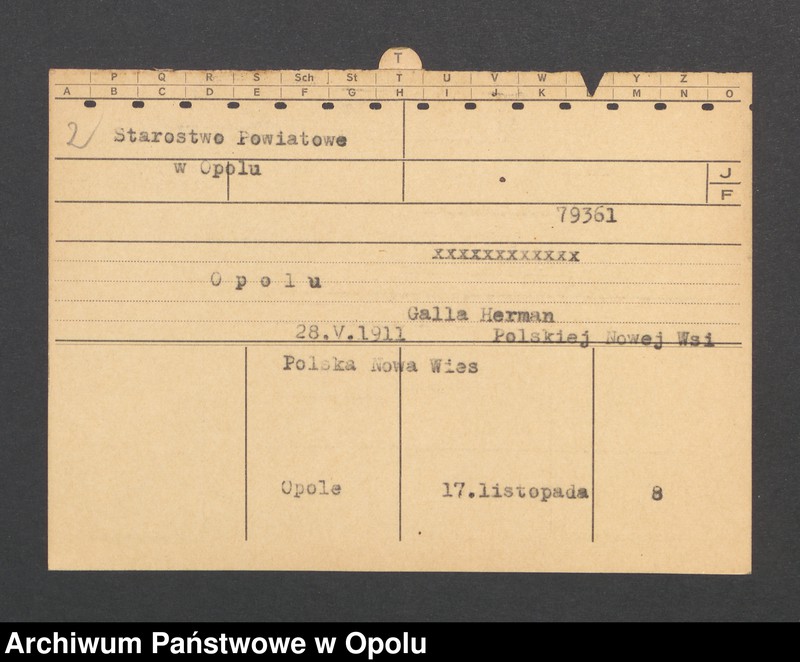 T
P Q R S Sch St T U V W Y Z
A B C D E F G H I J K M N O
2 Starostwo Powiatowe
w Opolu
J
F
79361
xxxxxxxxxxxx
O p o l u
Galla Herman
28.V.1911 Polskiej Nowej Wsi
Polska Nowa Wies
Opole 17.listopada 8
Archiwum Państwowe w Opolu